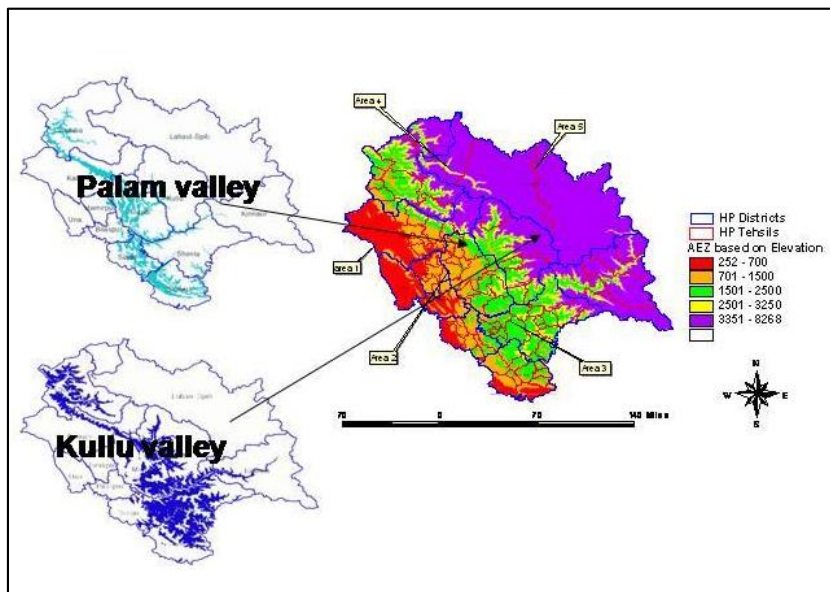 Palam valley
Lahaul-Spiti
Kullu valley
Area 4
Area 5
area 1
Area 2
Area 3
HP Districts
HP Tehsils
AEZ based on Elevation
252 - 700
701 - 1500
1501 - 2500
2501 - 3250
3351 - 8268
70 0 70 140 Miles
N
W E
S